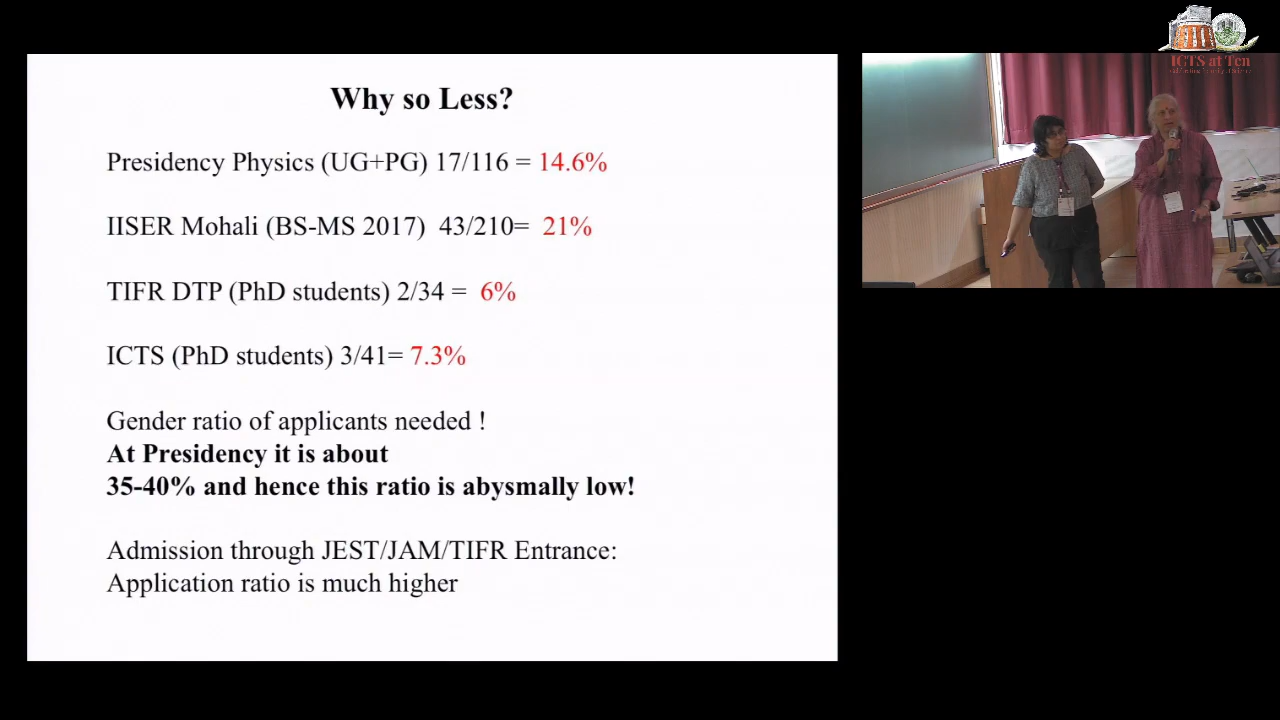 Why so Less?
Presidency Physics (UG+PG) 17/116 = 14.6%
IISER Mohali (BS-MS 2017) 43/210= 21%
TIFR DTP (PhD students) 2/34 = 6%
ICTS (PhD students) 3/41= 7.3%
Gender ratio of applicants needed !
At Presidency it is about
35-40% and hence this ratio is abysmally low!
Admission through JEST/JAM/TIFR Entrance:
Application ratio is much higher
ICTS at Ten